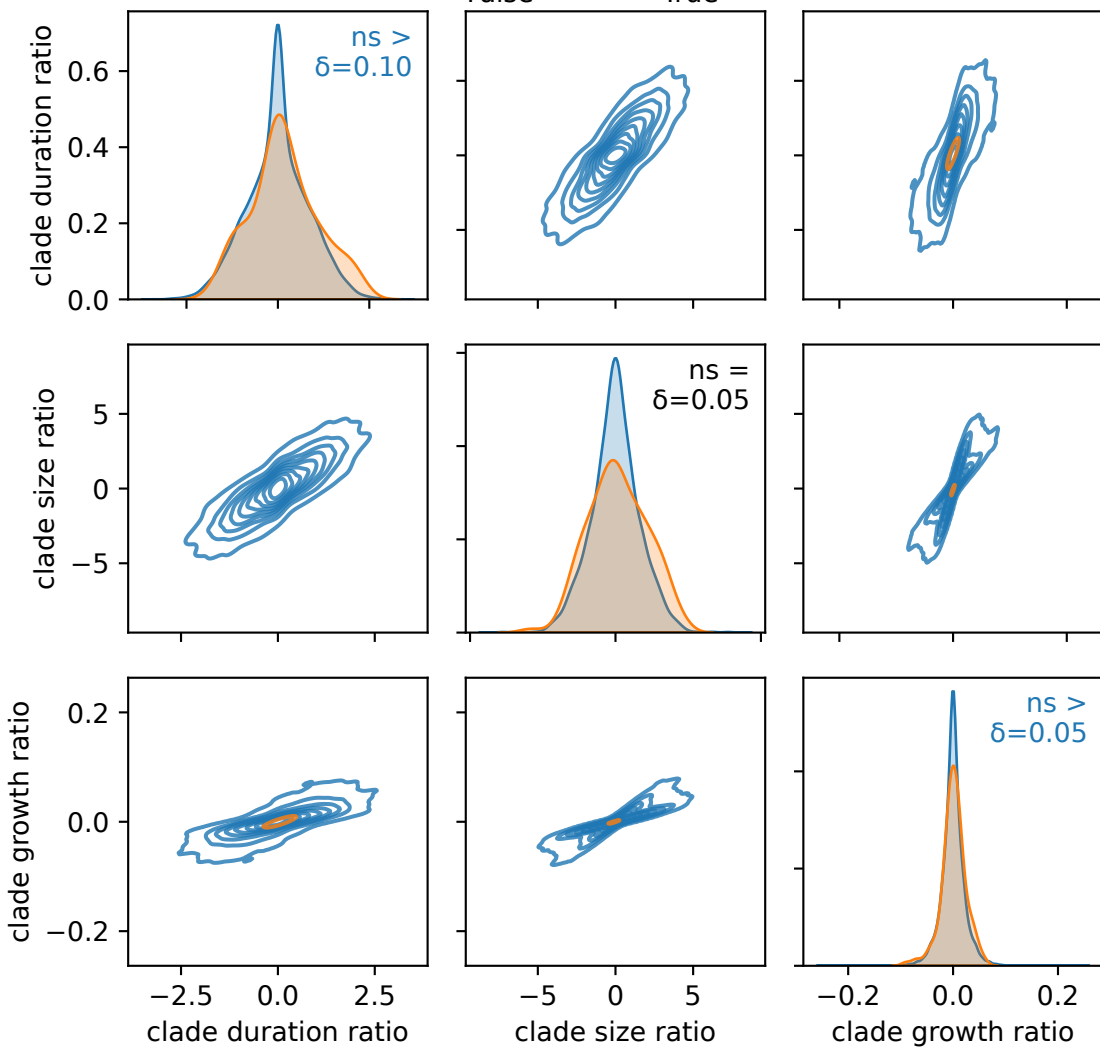 ns >
δ=0.10
clade duration ratio
0.6
0.4
0.2
0.0
ns =
δ=0.05
clade size ratio
5
0
−5
ns >
δ=0.05
clade growth ratio
0.2
0.0
−0.2
−2.5 0.0 2.5
−5 0 5
−0.2 0.0 0.2
clade duration ratio
clade size ratio
clade growth ratio